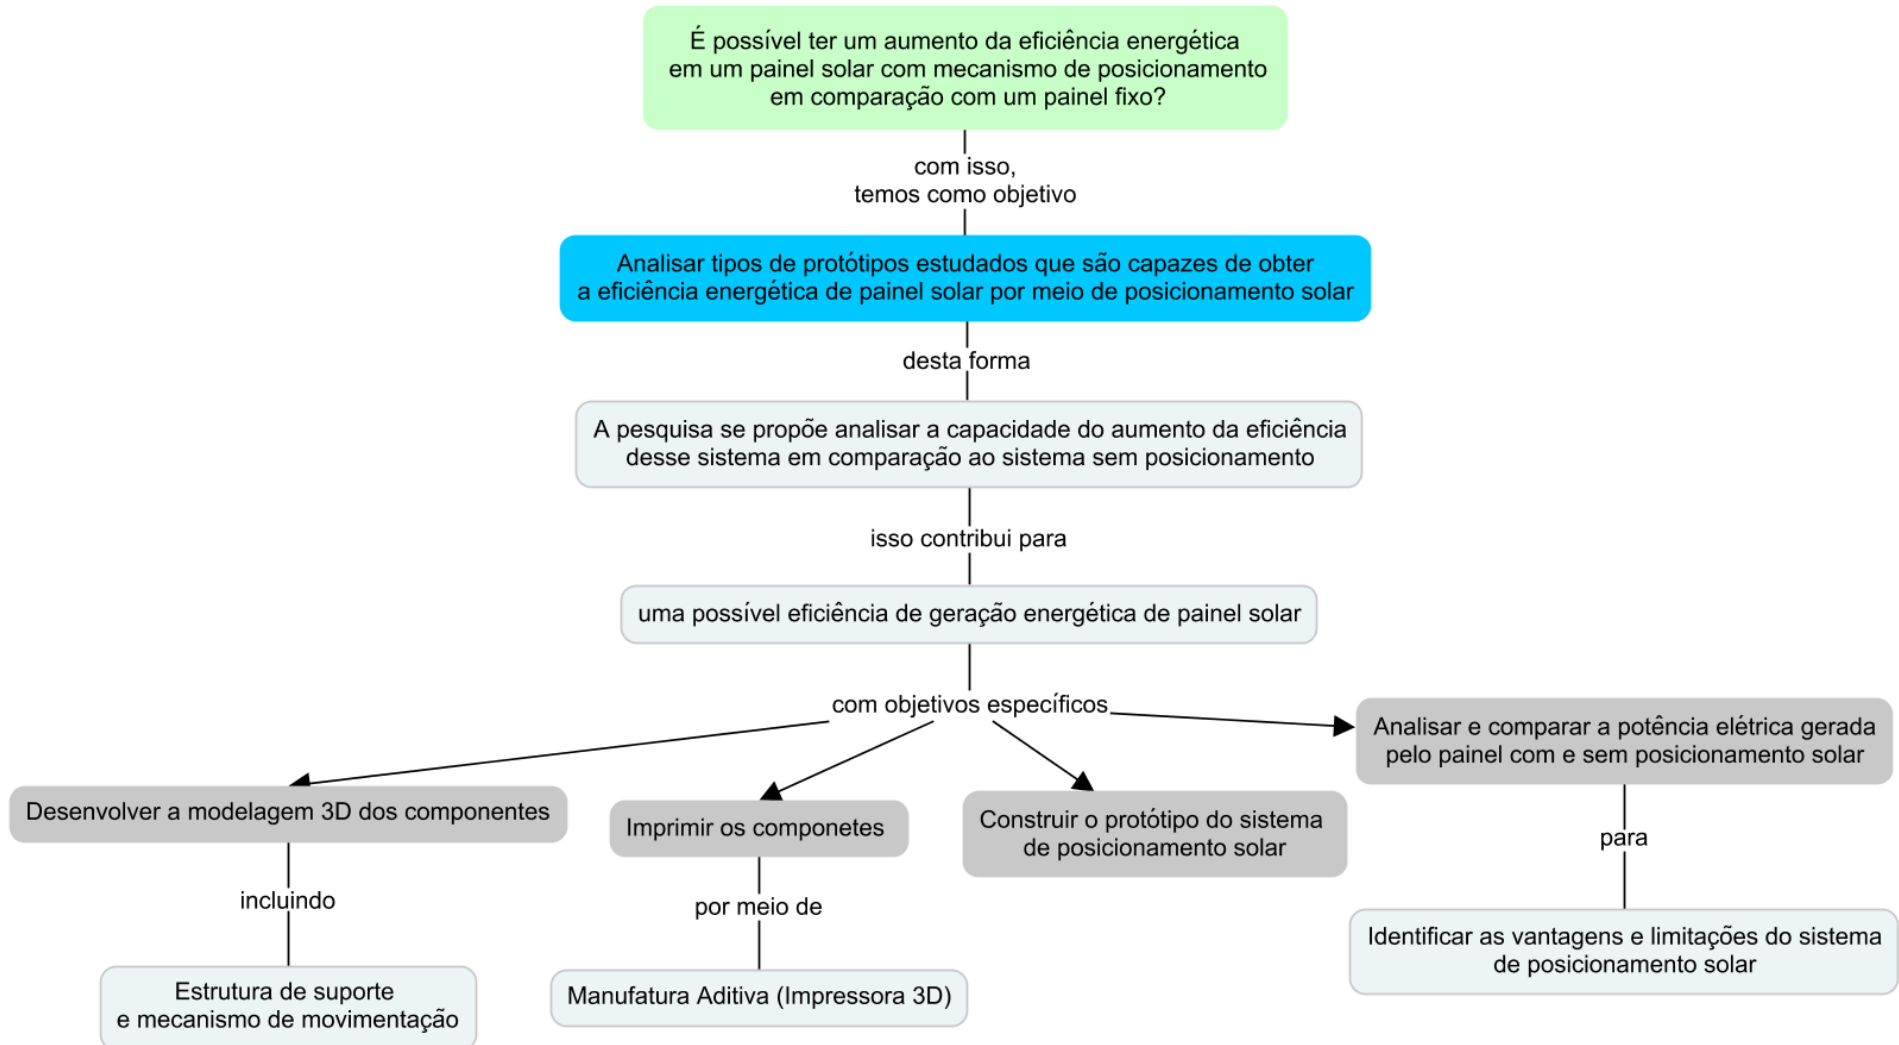 É possível ter um aumento da eficiência energética
em um painel solar com mecanismo de posicionamento
em comparação com um painel fixo?
com isso,
temos como objetivo
Analisar tipos de protótipos estudados que são capazes de obter
a eficiência energética de painel solar por meio de posicionamento solar
desta forma
A pesquisa se propõe analisar a capacidade do aumento da eficiência
desse sistema em comparação ao sistema sem posicionamento
isso contribui para
uma possível eficiência de geração energética de painel solar
com objetivos específicos
Desenvolver a modelagem 3D dos componentes
incluindo
Estrutura de suporte
e mecanismo de movimentação
Imprimir os componetes
por meio de
Manufatura Aditiva (Impressora 3D)
Construir o protótipo do sistema
de posicionamento solar
Analisar e comparar a potência elétrica gerada
pelo painel com e sem posicionamento solar
para
Identificar as vantagens e limitações do sistema
de posicionamento solar